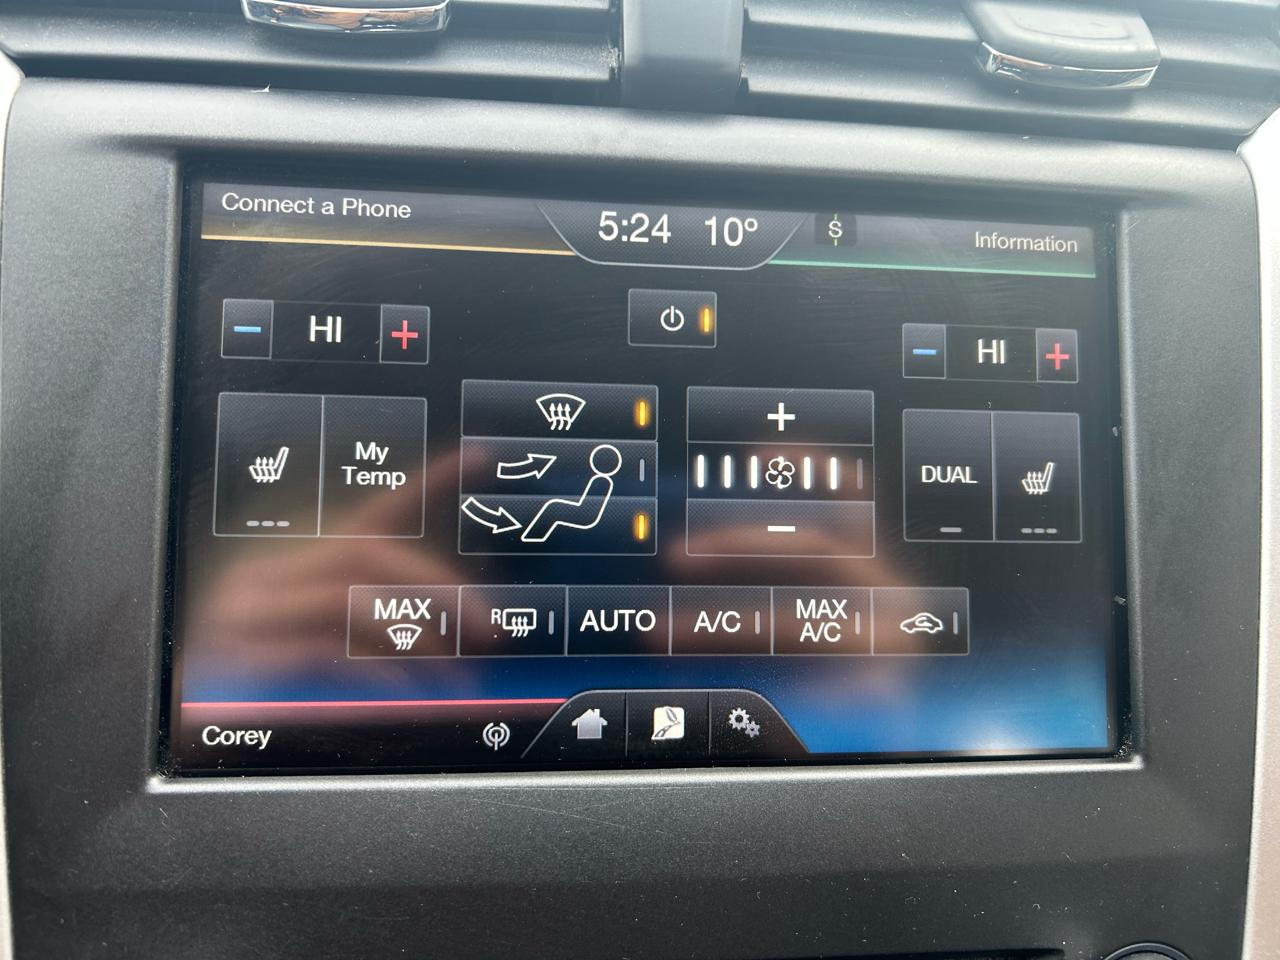 Connect a Phone
5:24 10°
S
Information
HI
HI
My
Temp
DUAL
MAX
R
AUTO
A/C
MAX
A/C
Corey